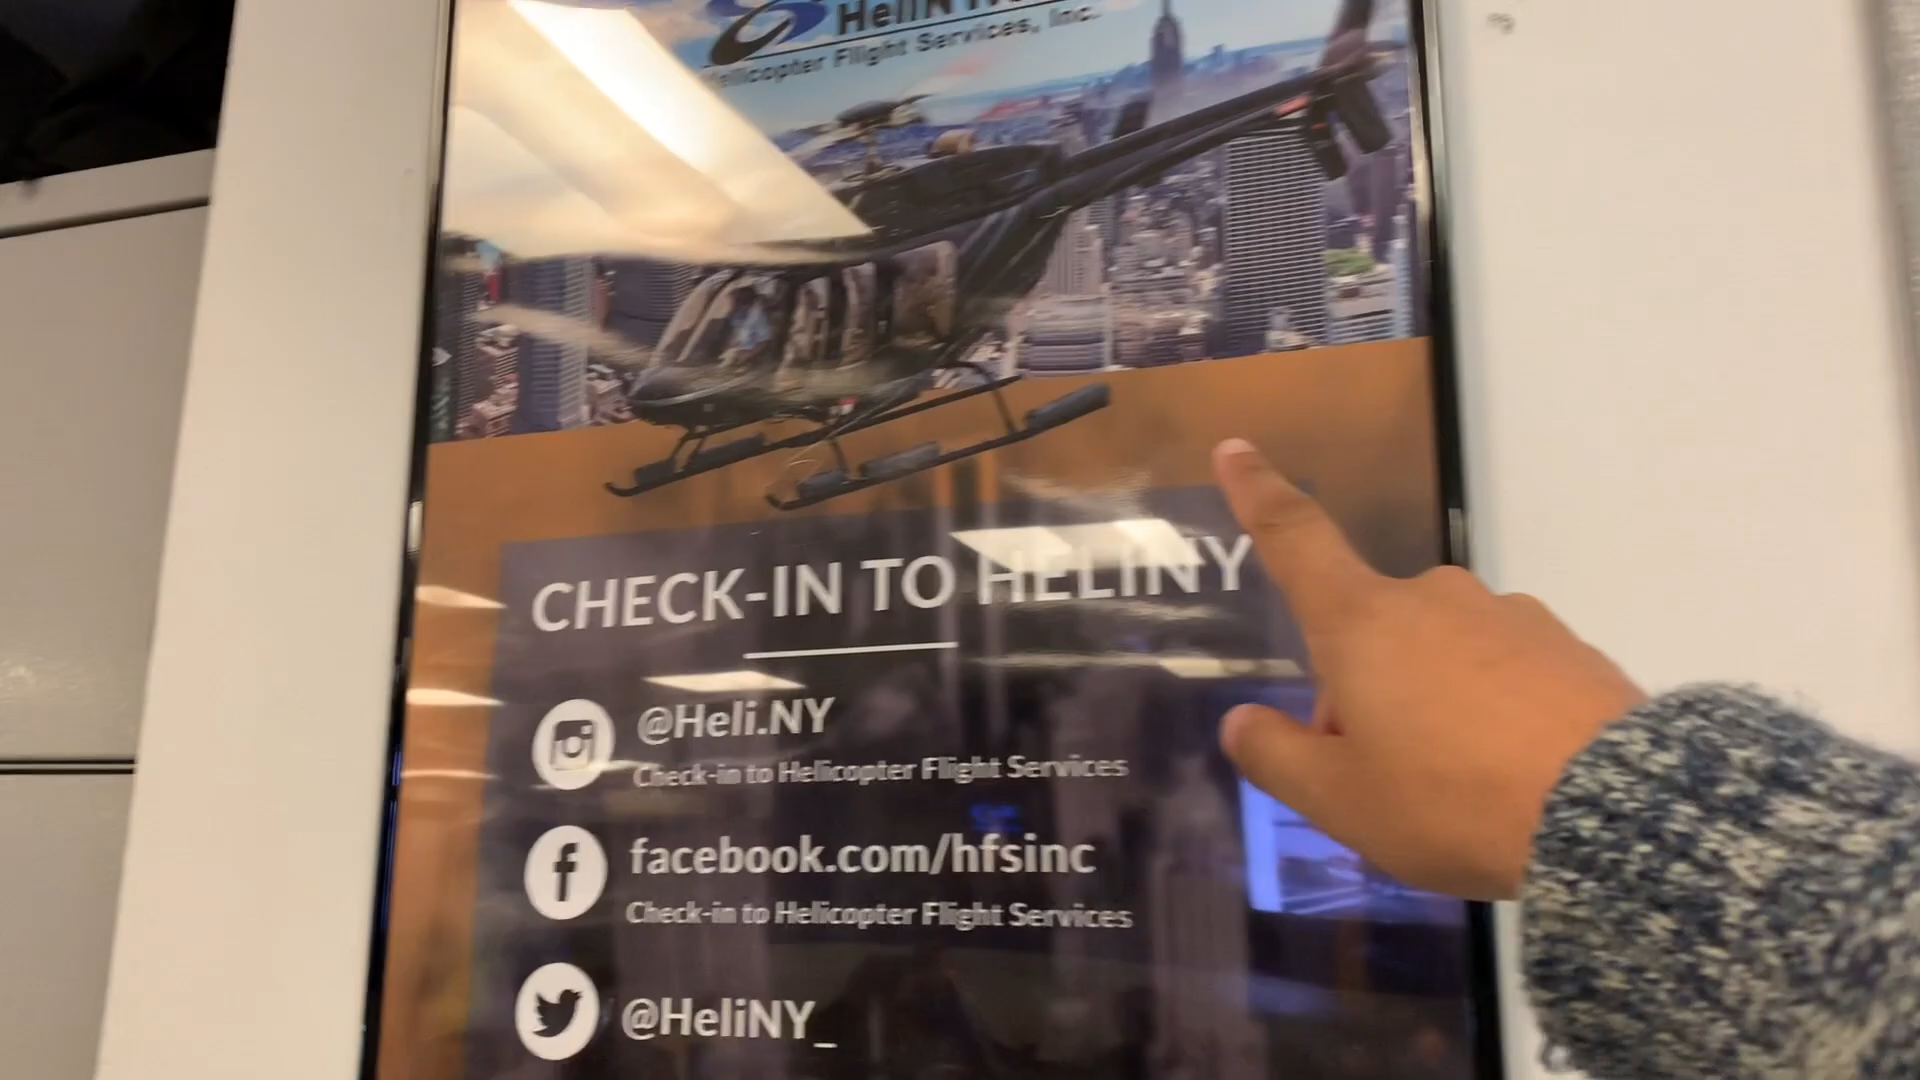 Helicopter Flight Services, Inc.
CHECK-IN TO HELINY
@Heli.NY
Check-in to Helicopter Flight Services
facebook.com/hfsinc
Check-in to Helicopter Flight Services
@HeliNY_